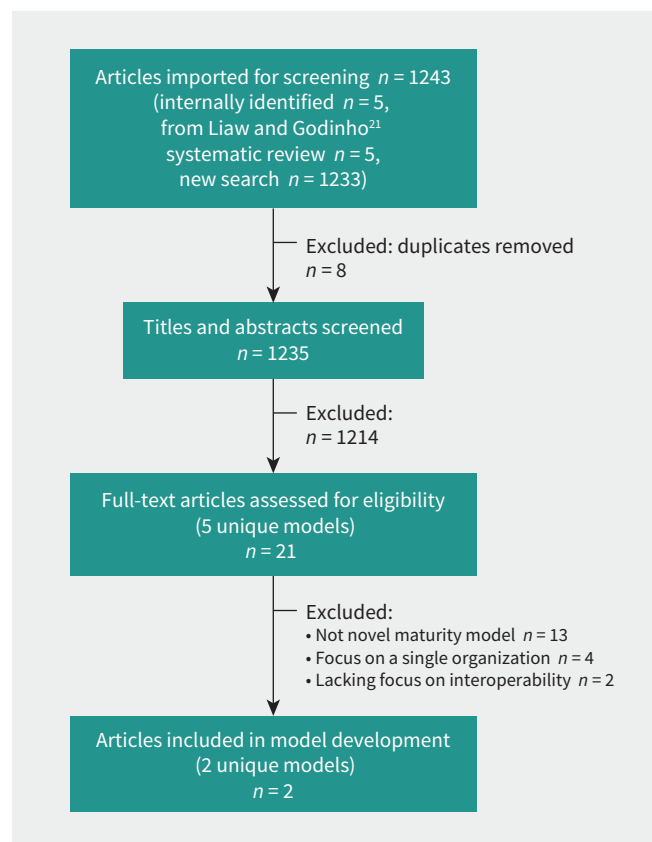 Articles imported for screening n = 1243
(internally identified n = 5,
from Liaw and Godinho21
systematic review n = 5,
new search n = 1233)
Excluded: duplicates removed
n = 8
Titles and abstracts screened
n = 1235
Excluded:
n = 1214
Full-text articles assessed for eligibility
(5 unique models)
n = 21
Excluded:
• Not novel maturity model n = 13
• Focus on a single organization n = 4
• Lacking focus on interoperability n = 2
Articles included in model development
(2 unique models)
n = 2